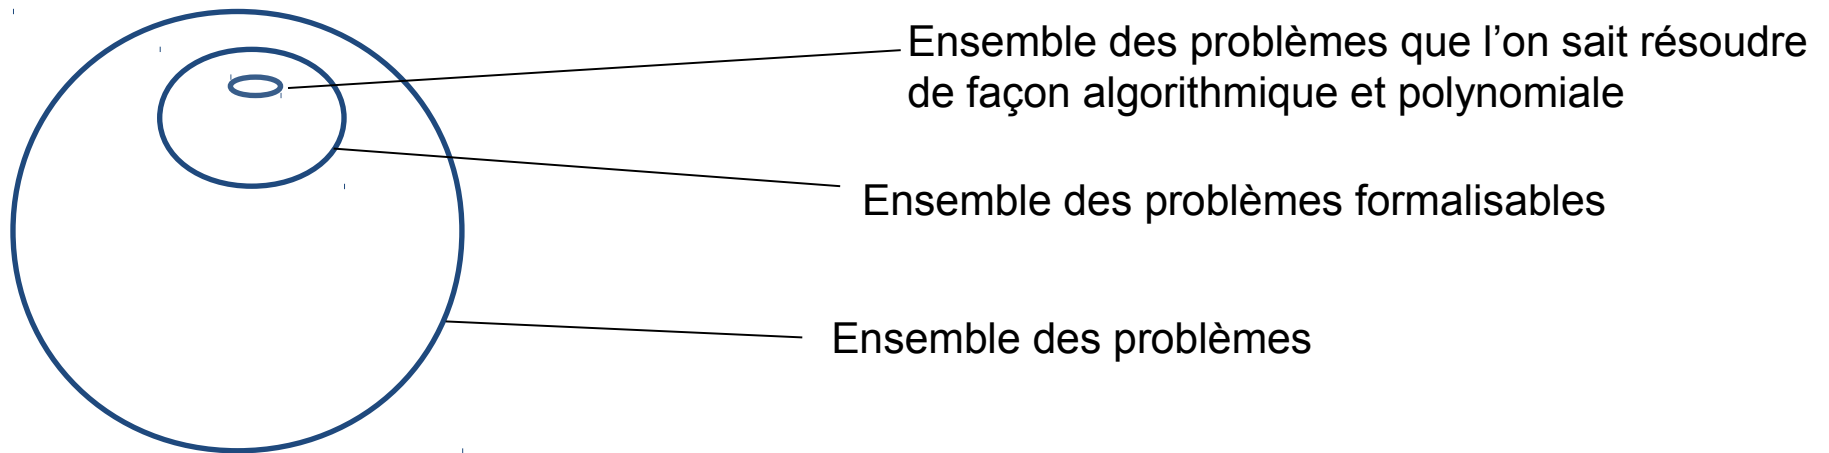 Ensemble des problèmes que l’on sait résoudre
de façon algorithmique et polynomiale
Ensemble des problèmes formalisables
Ensemble des problèmes